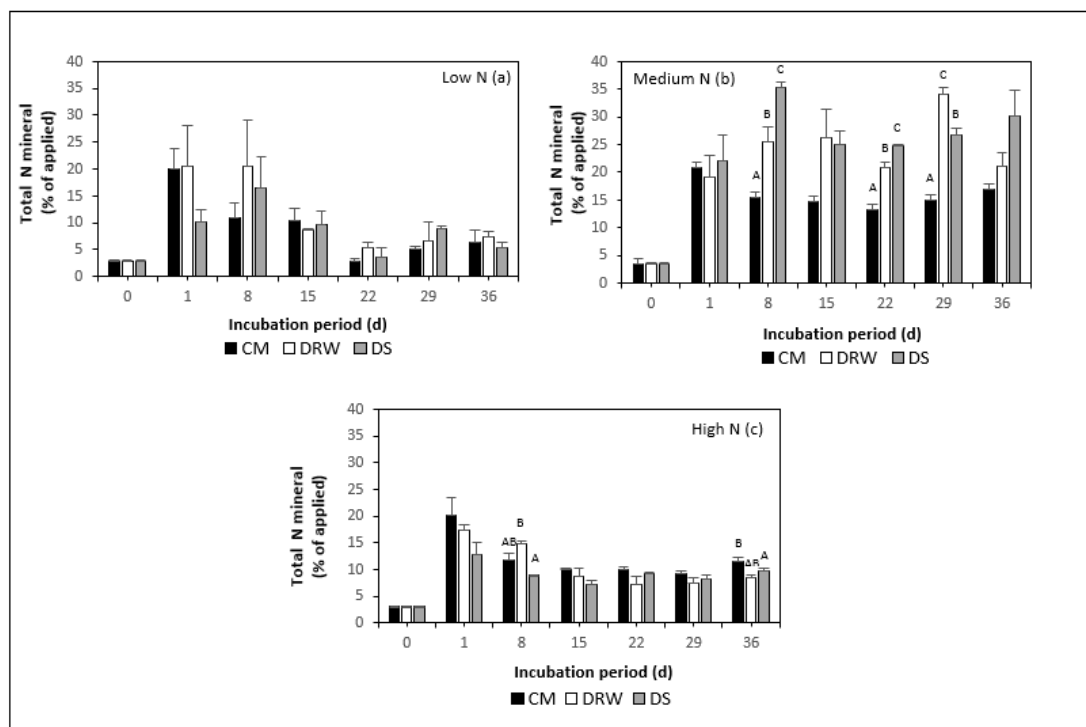 Total N mineral
(% of applied)
40
35
30
25
20
15
10
5
0
Low N (a)
0 1 8 15 22 29 36
Incubation period (d)
CM DRW DS
Total N mineral
(% of applied)
40
35
30
25
20
15
10
5
0
Medium N (b)
A B C
A B C
A C B
0 1 8 15 22 29 36
Incubation period (d)
CM DRW DS
Total N mineral
(% of applied)
40
35
30
25
20
15
10
5
0
High N (c)
AB B A
B AB A
0 1 8 15 22 29 36
Incubation period (d)
CM DRW DS